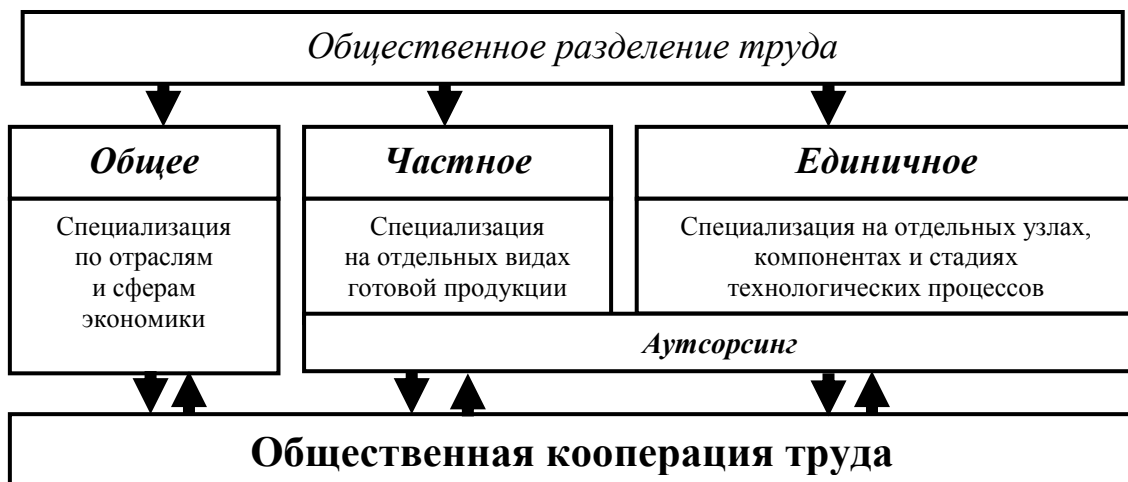 Общественное разделение труда
Общее
Специализация
по отраслям
и сферам
экономики
Частное
Специализация
на отдельных видах
готовой продукции
Единичное
Специализация на отдельных узлах,
компонентах и стадиях
технологических процессов
Аутсорсинг
Общественная кооперация труда